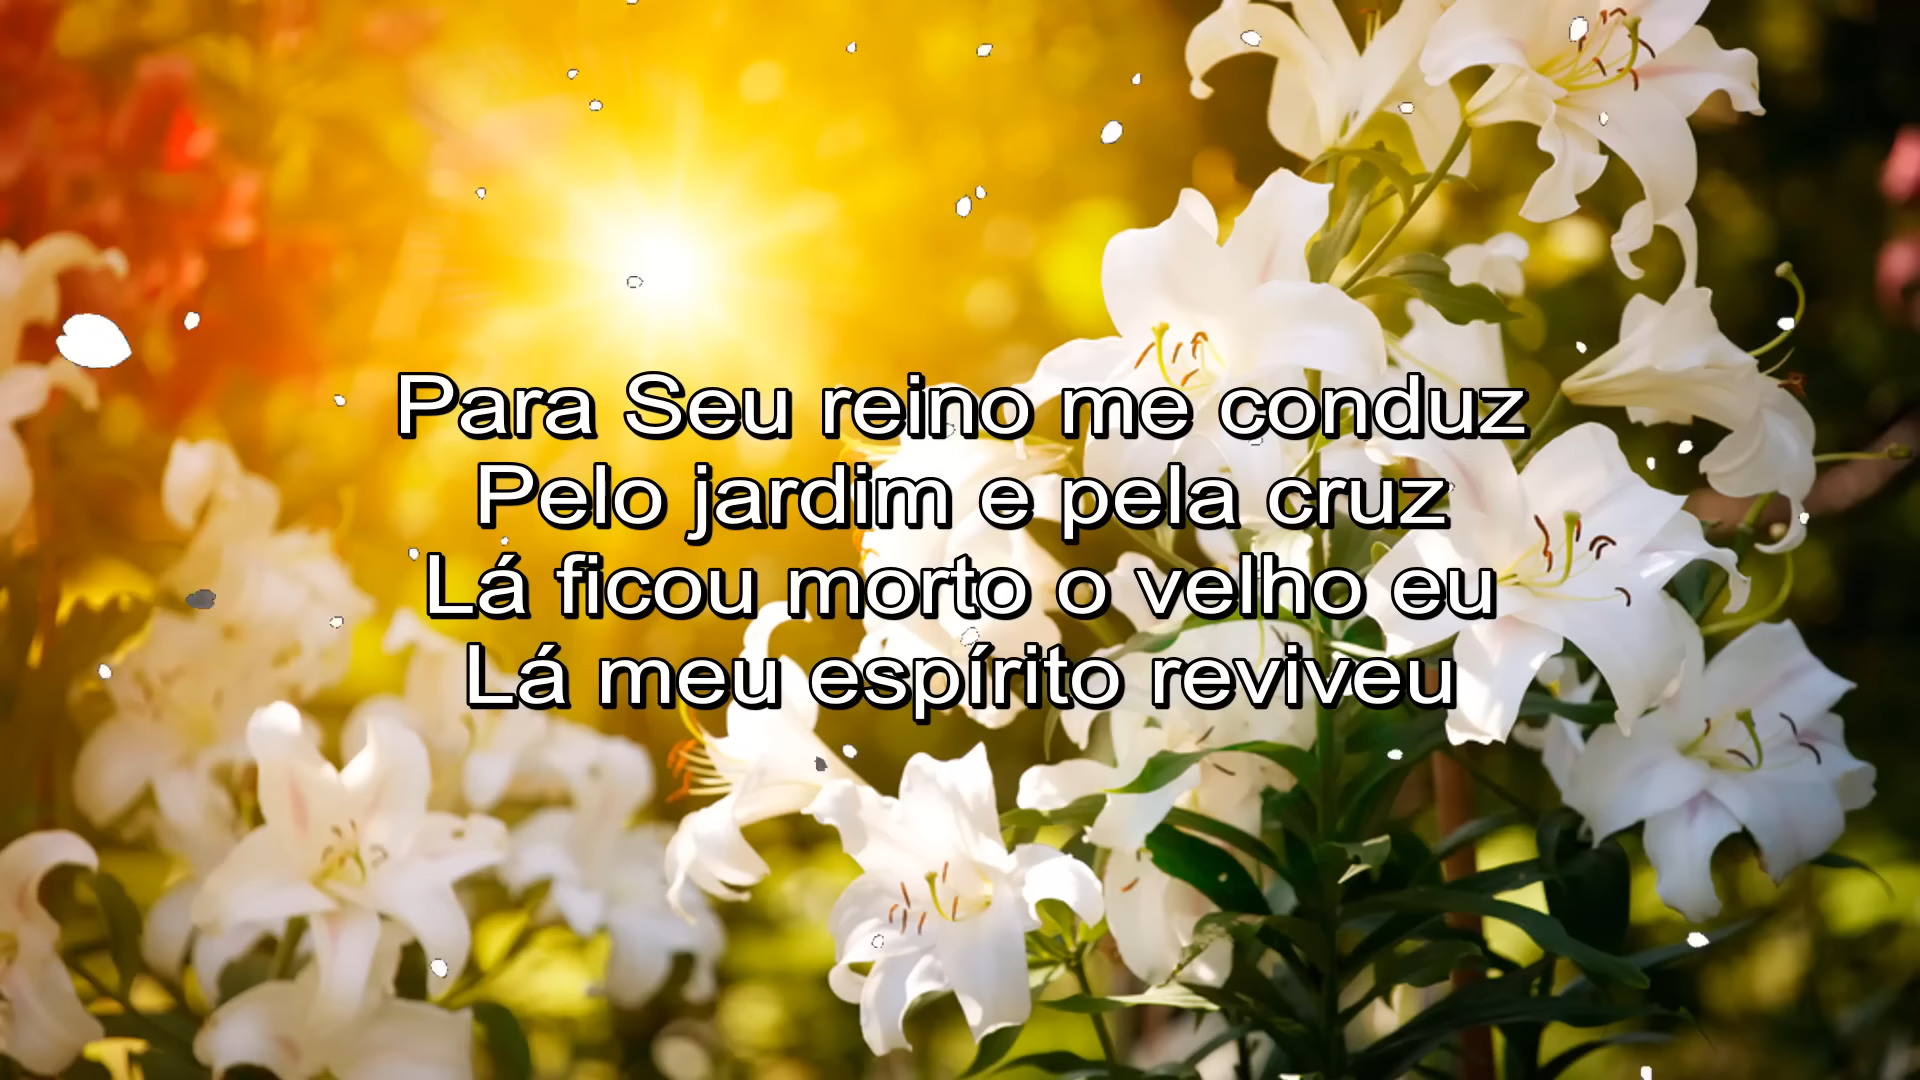 Para Seu reino me conduz
Pelo jardim e pela cruz
Lá ficou morto o velho eu
Lá meu espírito reviveu